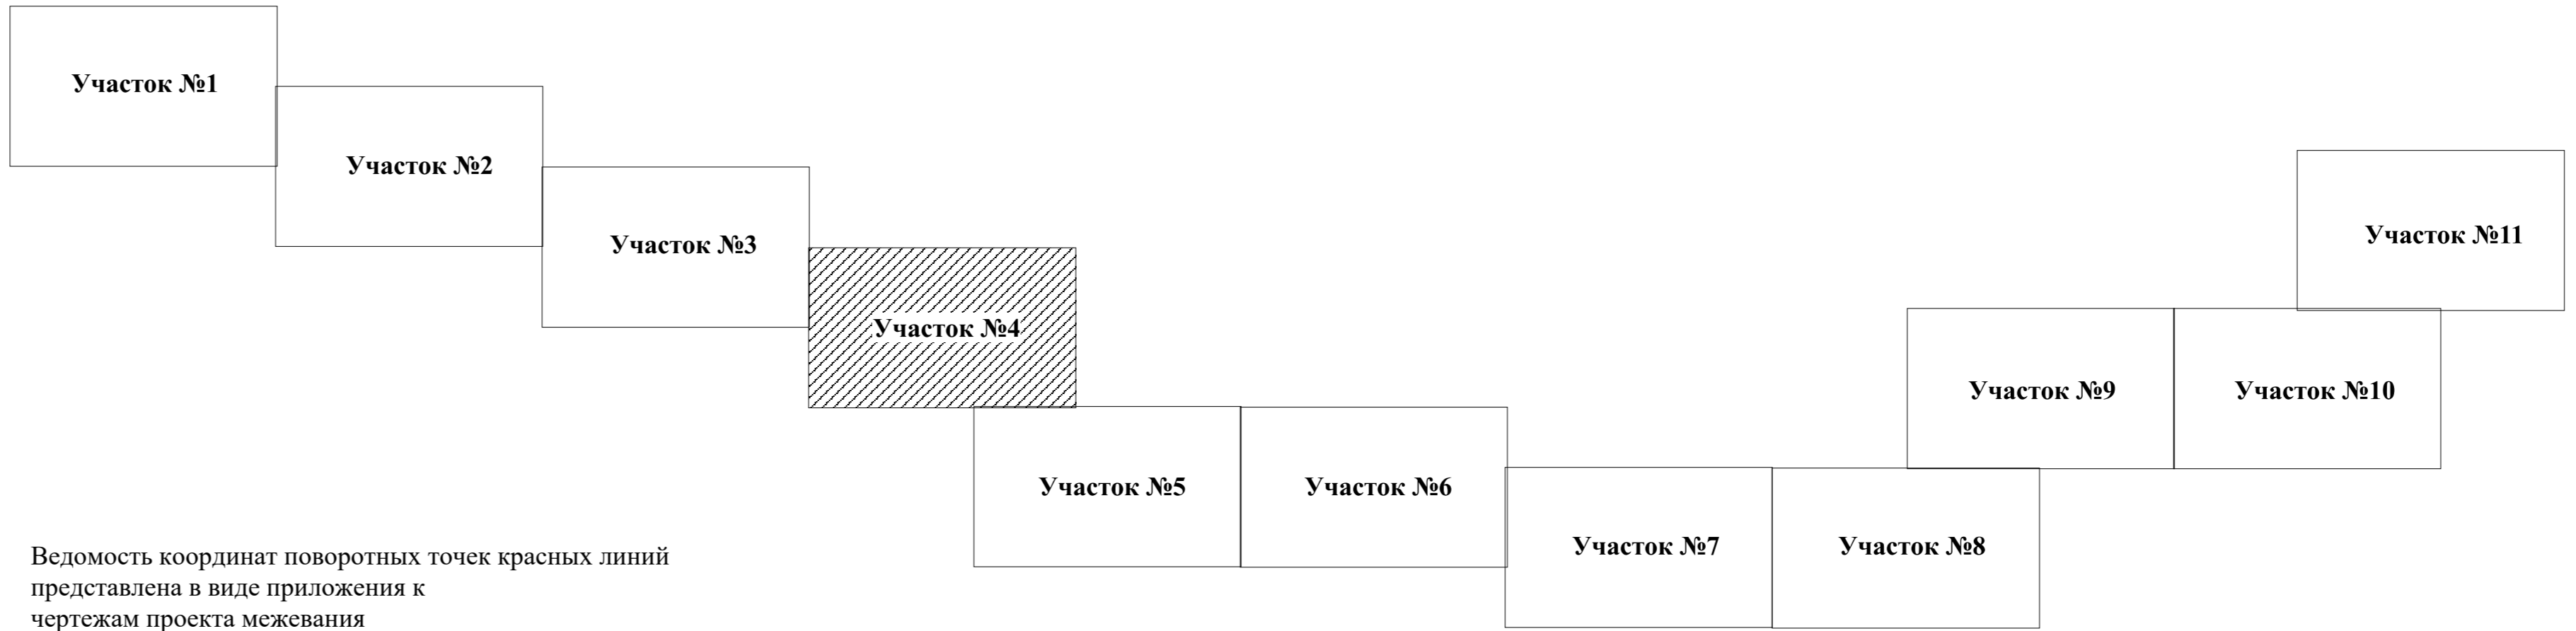 Участок №1
Участок №2
Участок №3
Участок №4
Участок №5
Участок №6
Участок №7
Участок №8
Участок №9
Участок №10
Участок №11
Ведомость координат поворотных точек красных линий
представлена в виде приложения к
чертежам проекта межевания